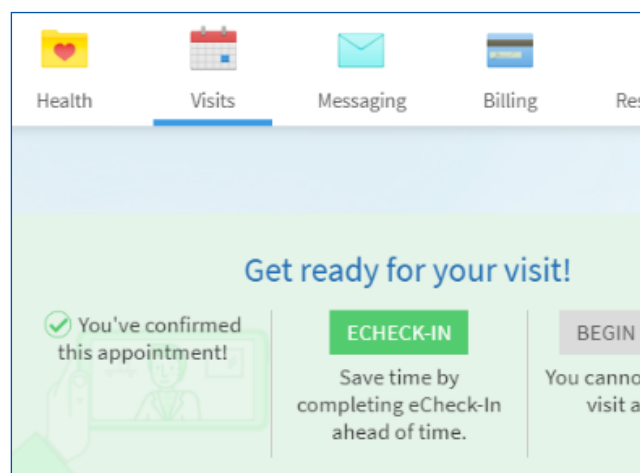 Health Visits Messaging Billing
Get ready for your visit!
You've confirmed
this appointment!
ECHECK-IN
Save time by
completing eCheck-In
ahead of time.
BEGIN
You
visit